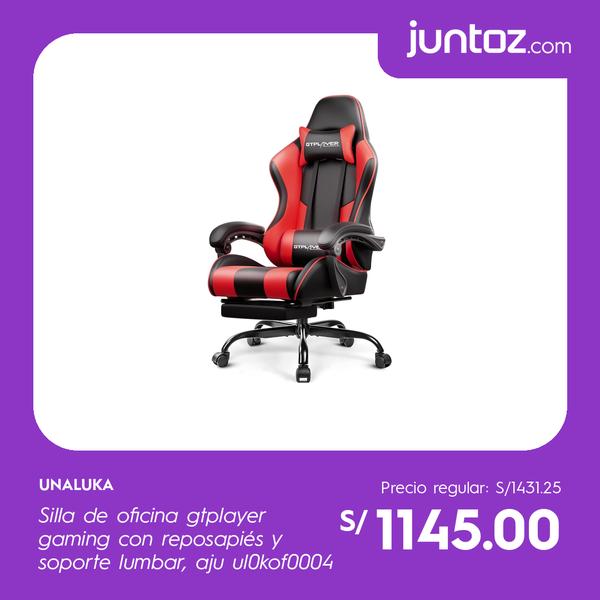 juntoz.com
GTPLAYER
GTPLAYER
UNALUKA
Silla de oficina gtplayer
gaming con reposapiés y
soporte lumbar, aju ul0kof0004
Precio regular: S/1431.25
S/ 1145.00